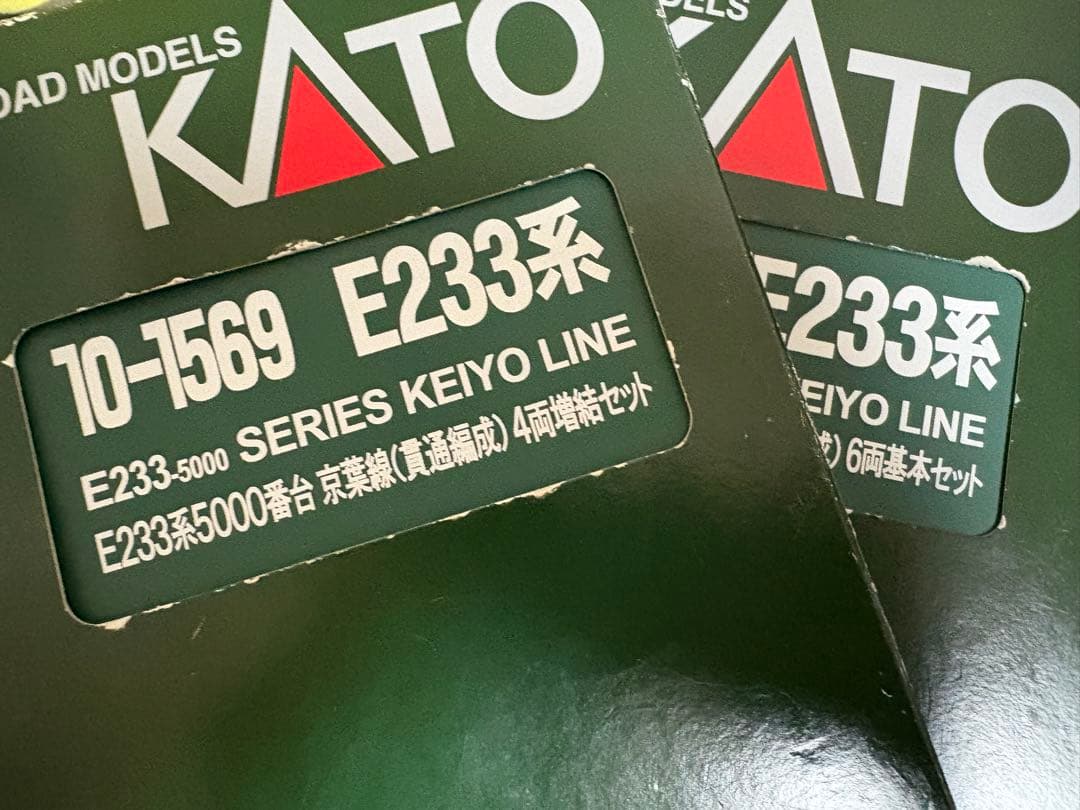 MODELS
KATO
10-1569 E233系
E233-5000 SERIES KEIYO LINE
E233系5000番台 京葉線(貫通編成)4両増結セット
KATO
E233系
KEIYO LINE
)6両基本セット